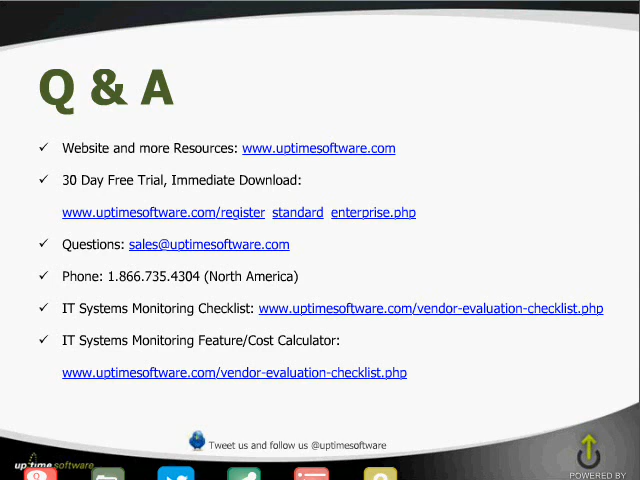 Q & A
✓ Website and more Resources: www.uptimesoftware.com
✓ 30 Day Free Trial, Immediate Download:
www.uptimesoftware.com/register standard enterprise.php
✓ Questions: sales@uptimesoftware.com
✓ Phone: 1.866.735.4304 (North America)
✓ IT Systems Monitoring Checklist: www.uptimesoftware.com/vendor-evaluation-checklist.php
✓ IT Systems Monitoring Feature/Cost Calculator:
www.uptimesoftware.com/vendor-evaluation-checklist.php
Tweet us and follow us @uptimesoftware
up time software
POWERED BY